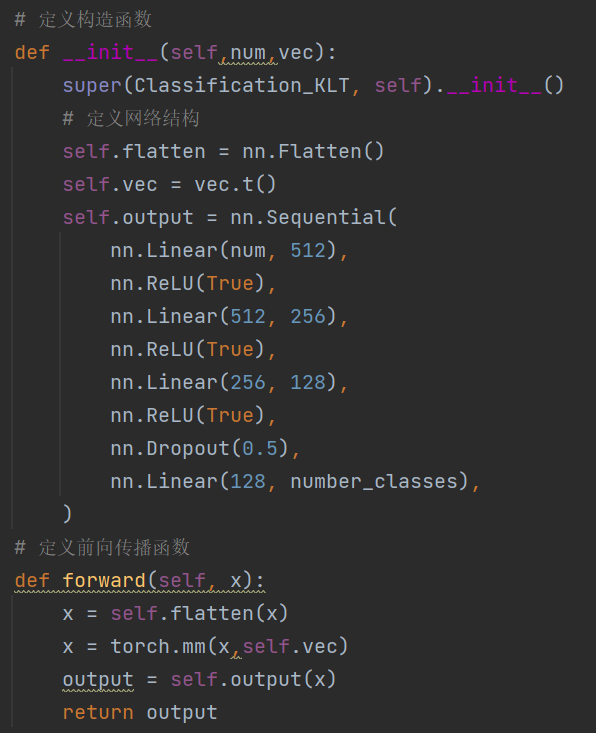 # 定义构造函数
def __init__(self,num,vec):
    super(Classification_KLT, self).__init__()
    # 定义网络结构
    self.flatten = nn.Flatten()
    self.vec = vec.t()
    self.output = nn.Sequential(
        nn.Linear(num, 512),
        nn.ReLU(True),
        nn.Linear(512, 256),
        nn.ReLU(True),
        nn.Linear(256, 128),
        nn.ReLU(True),
        nn.Dropout(0.5),
        nn.Linear(128, number_classes),
    )
# 定义前向传播函数
def forward(self, x):
    x = self.flatten(x)
    x = torch.mm(x,self.vec)
    output = self.output(x)
    return output